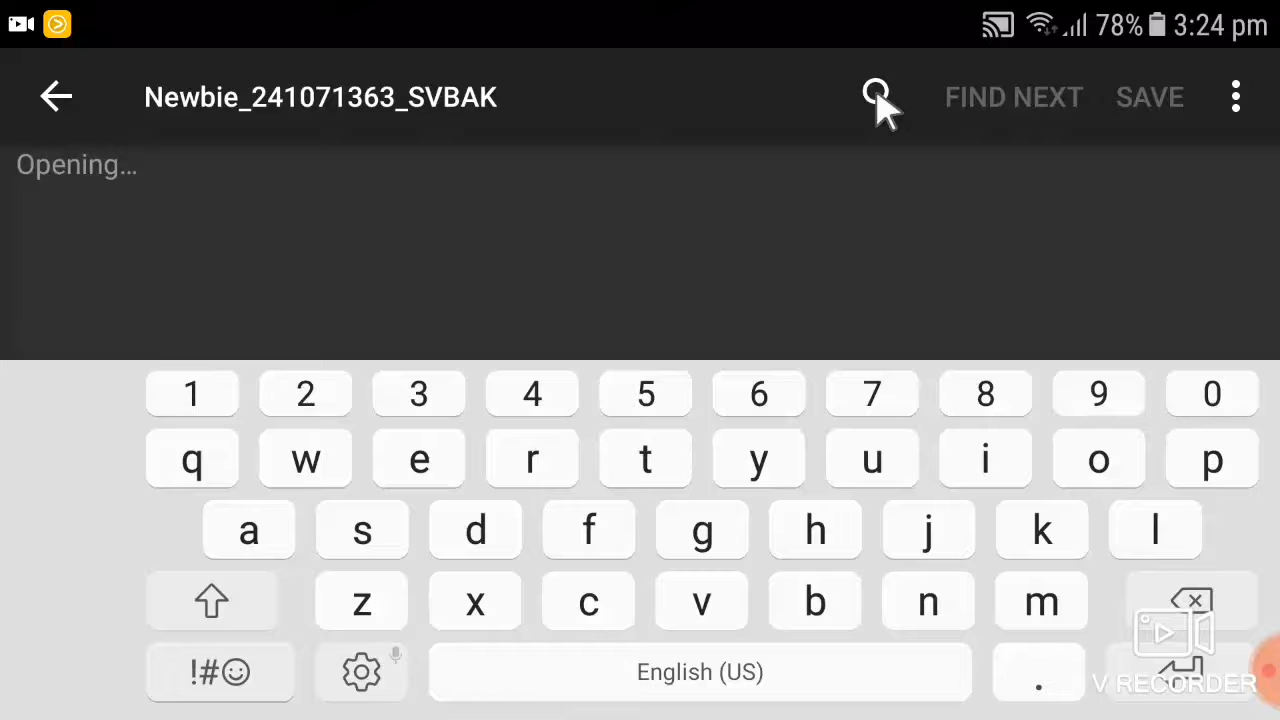 78% 3:24 pm
Newbie_241071363_SVBAK FIND NEXT SAVE
Opening...
1 2 3 4 5 6 7 8 9 0
q w e r t y u i o p
a s d f g h j k l
z x c v b n m
!#☺ English (US) .
V RECORDER